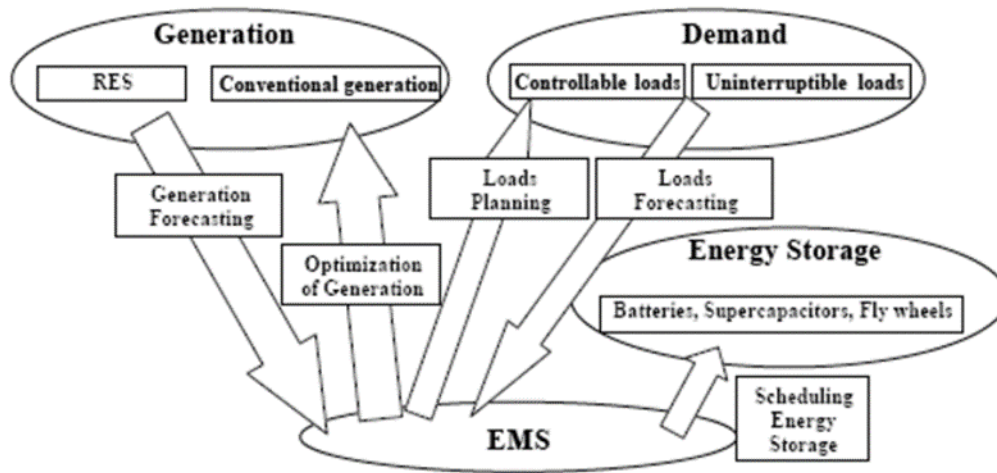 Generation
RES
Conventional generation
Demand
Controllable loads
Uninterruptible loads
Generation
Forecasting
Optimization
of Generation
Loads
Planning
Loads
Forecasting
Energy Storage
Batteries, Supercapacitors, Fly wheels
Scheduling
Energy
Storage
EMS